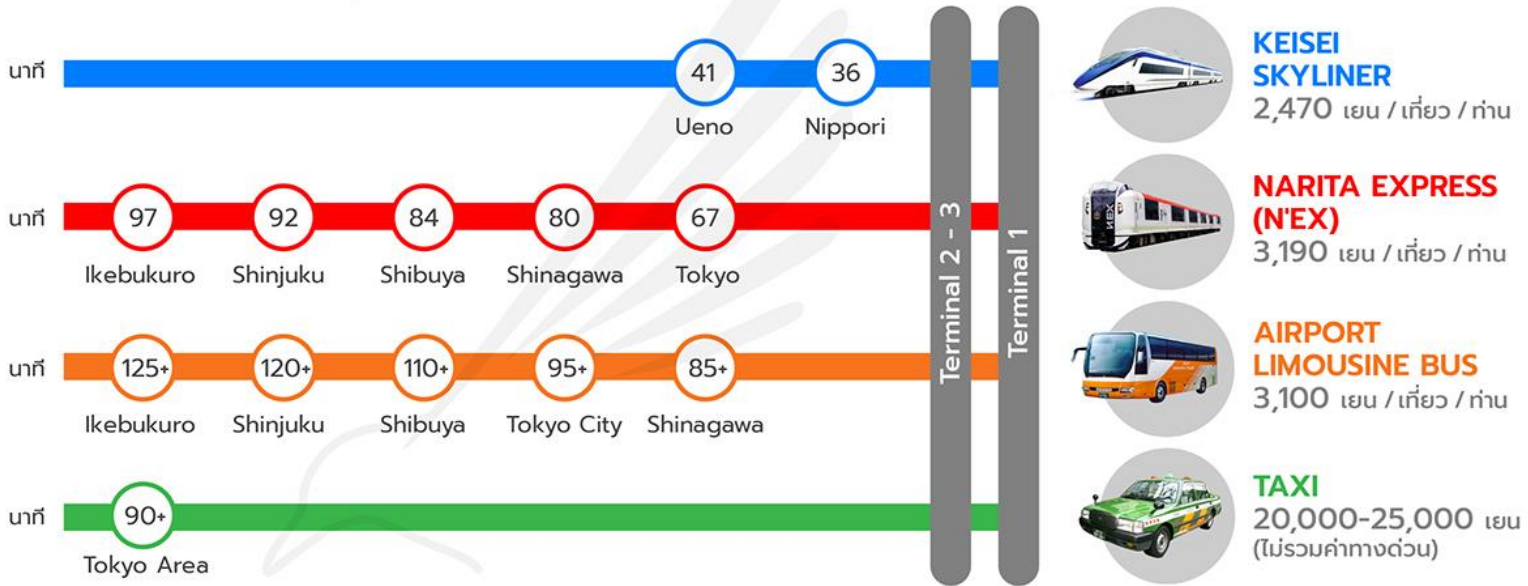 นาที
41
36
Ueno
Nippori
KEISEI
SKYLINER
2,470 เยน / เที่ยว / ท่าน
นาที
97
92
84
80
67
Ikebukuro
Shinjuku
Shibuya
Shinagawa
Tokyo
NARITA EXPRESS
(N'EX)
3,190 เยน / เที่ยว / ท่าน
NEX
Terminal 2 - 3
Terminal 1
นาที
125+
120+
110+
95+
85+
Ikebukuro
Shinjuku
Shibuya
Tokyo City
Shinagawa
AIRPORT
LIMOUSINE BUS
3,100 เยน / เที่ยว / ท่าน
นาที
90+
Tokyo Area
TAXI
20,000-25,000 เยน
(ไม่รวมค่าทางด่วน)